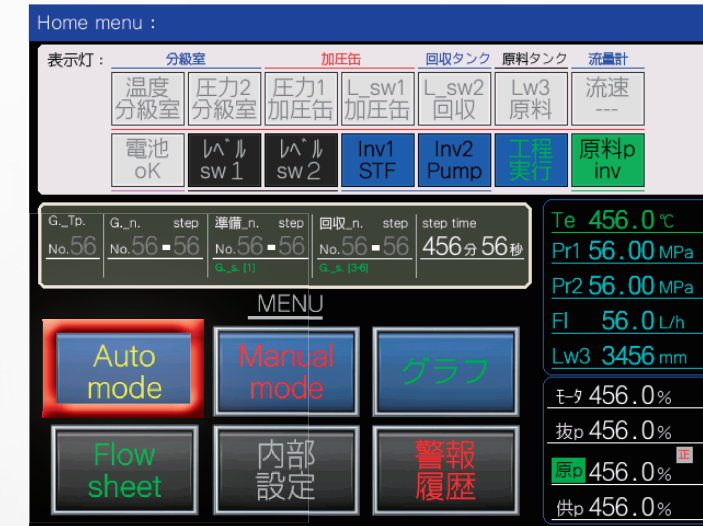 Home menu :
表示灯 : 分級室 加圧缶 回収タンク 原料タンク 流量計
温度 圧力2 圧力1 L_sw1 L_sw2 Lw3 流速
分級室 分級室 加圧缶 加圧缶 回収 原料 ---
電池 レベル レベル Inv1 Inv2 工程 原料p
oK sw1 sw2 STF Pump 実行 inv
G._Tp. G._n. step 準備_n. step 回収_n. step step time
No.56 No.56-56 No.56-56 No.56-56 456分56秒
G._s. [1] G._s. [3-6]
Te 456.0℃
Pr1 56.00 MPa
Pr2 56.00 MPa
Fl 56.0 L/h
Lw3 3456 mm
MENU
Auto
mode
Manual
mode
グラフ
Flow
sheet
内部
設定
警報
履歴
モータ 456.0%
抜p 456.0%
正
原p 456.0%
供p 456.0%